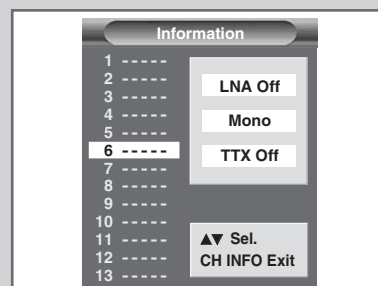 Information
1 -----
2 -----
3 -----
4 -----
5 -----
6 -----
7 -----
8 -----
9 -----
10 -----
11 -----
12 -----
13 -----
LNA Off
Mono
TTX Off
▲▼ Sel.
CH INFO Exit